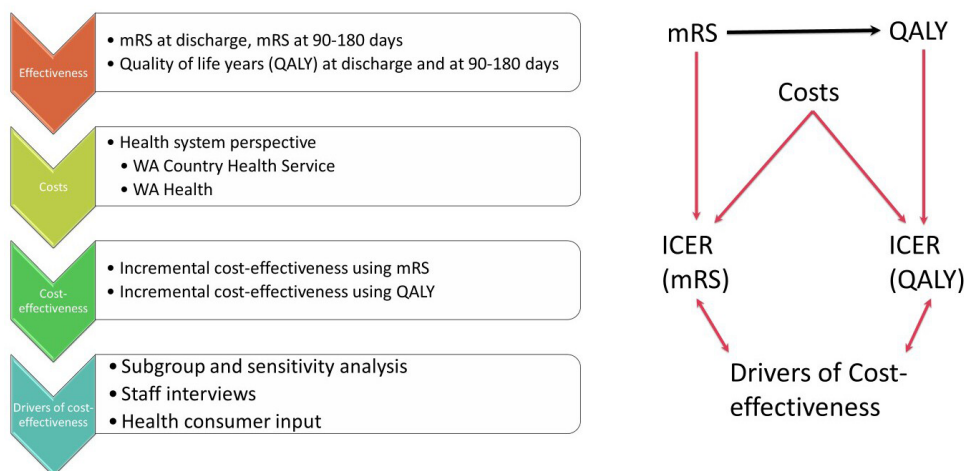 Effectiveness
• mRS at discharge, mRS at 90-180 days
• Quality of life years (QALY) at discharge and at 90-180 days
Costs
• Health system perspective
• WA Country Health Service
• WA Health
Cost-
effectiveness
• Incremental cost-effectiveness using mRS
• Incremental cost-effectiveness using QALY
Drivers of cost-
effectiveness
• Subgroup and sensitivity analysis
• Staff interviews
• Health consumer input
mRS
QALY
Costs
ICER
(mRS)
ICER
(QALY)
Drivers of Cost-
effectiveness